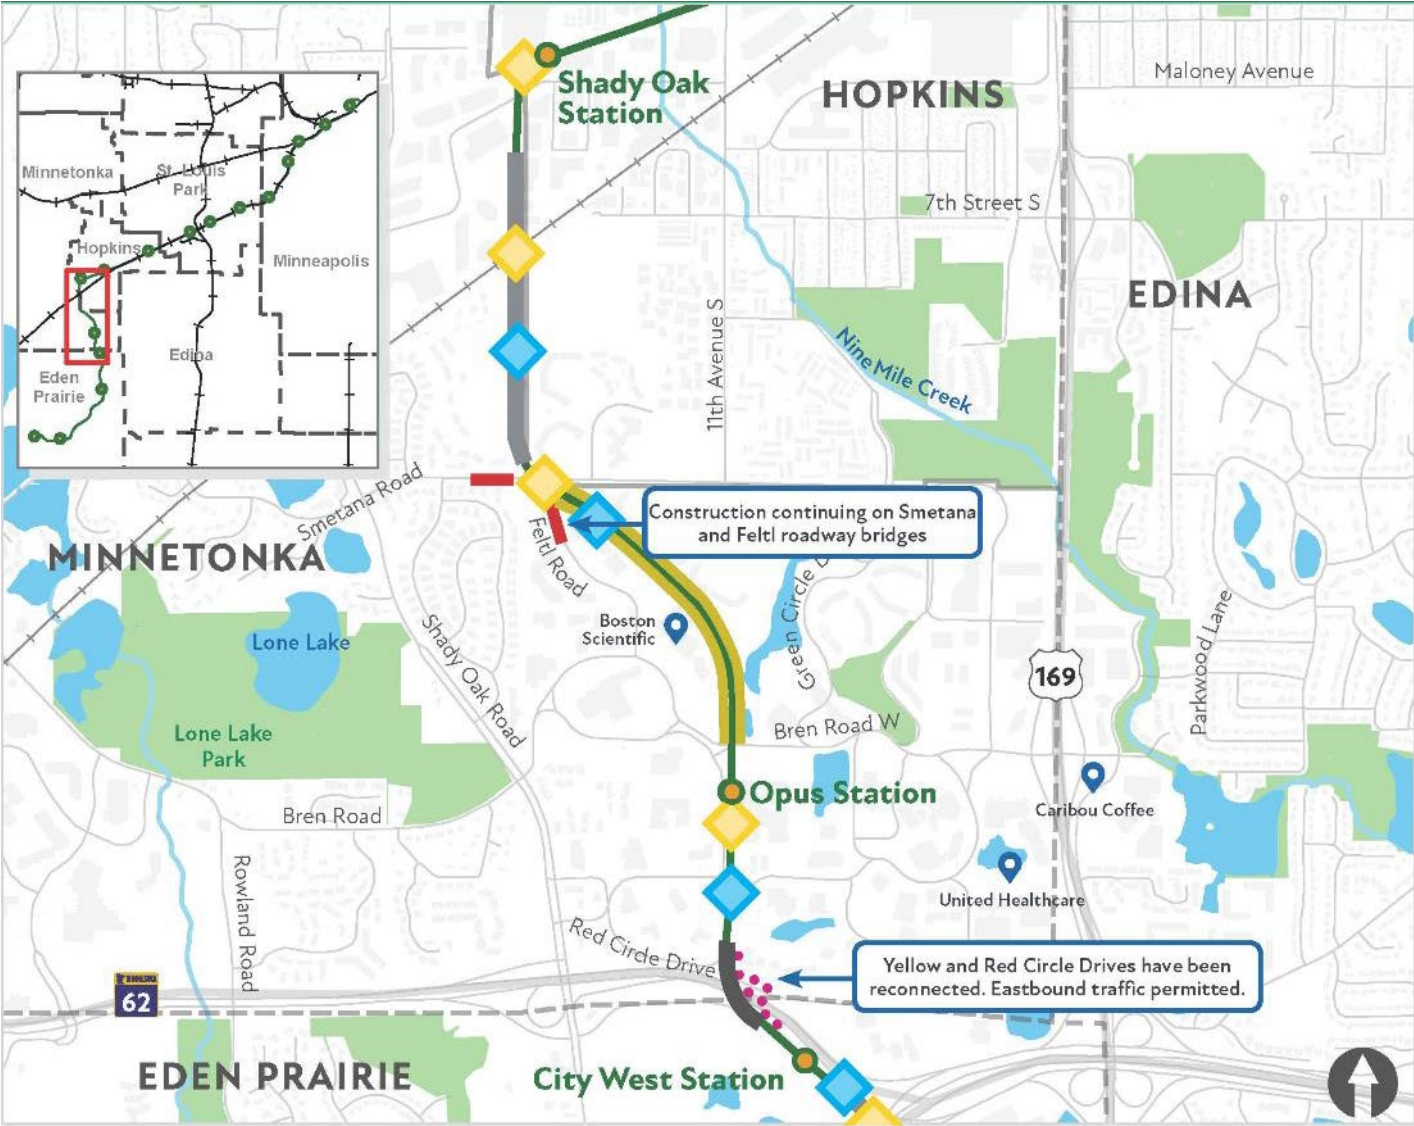 Shady Oak
Station
HOPKINS
Maloney Avenue
Minnetonka
St. Louis
Park
Hopkins
Minneapolis
Edina
Eden
Prairie
7th Street S
EDINA
11th Avenue S
Nine Mile Creek
Smetana Road
Construction continuing on Smetana
and Feltl roadway bridges
MINNETONKA
Feltl Road
Green Circle D
Boston
Scientific
Lone Lake
Shady Oak Road
Parkwood Lane
169
Lone Lake
Park
Bren Road W
Opus Station
Caribou Coffee
Bren Road
Rowland Road
United Healthcare
Red Circle Drive
Yellow and Red Circle Drives have been
reconnected. Eastbound traffic permitted.
62
EDEN PRAIRIE
City West Station